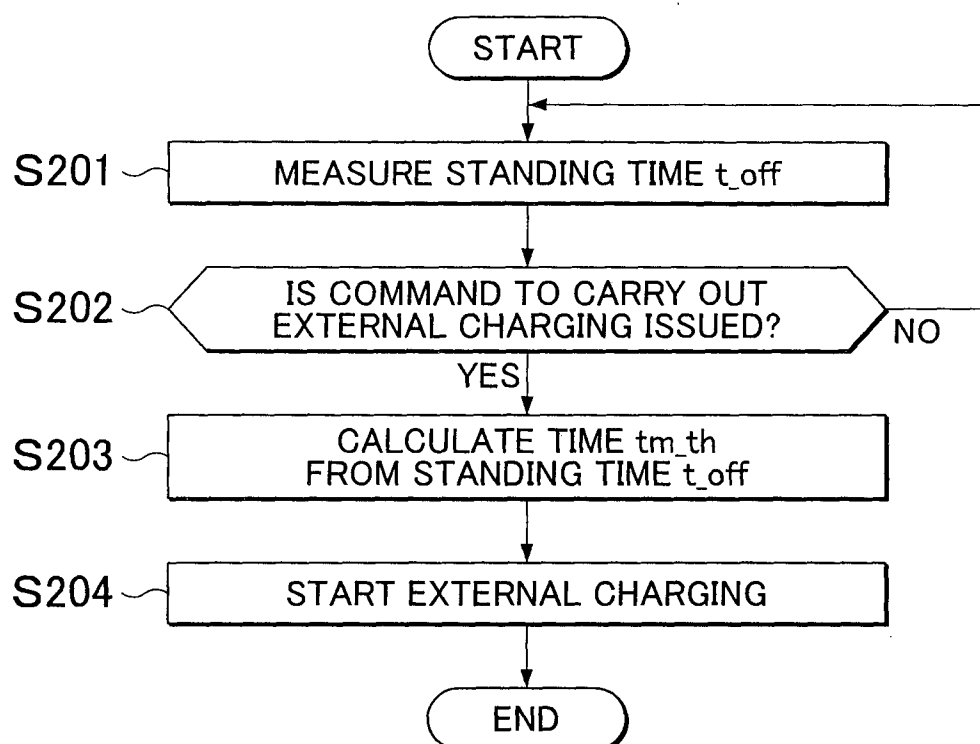 START
S201
MEASURE STANDING TIME t_off
S202
IS COMMAND TO CARRY OUT
EXTERNAL CHARGING ISSUED?
NO
YES
S203
CALCULATE TIME tm_th
FROM STANDING TIME t_off
S204
START EXTERNAL CHARGING
END